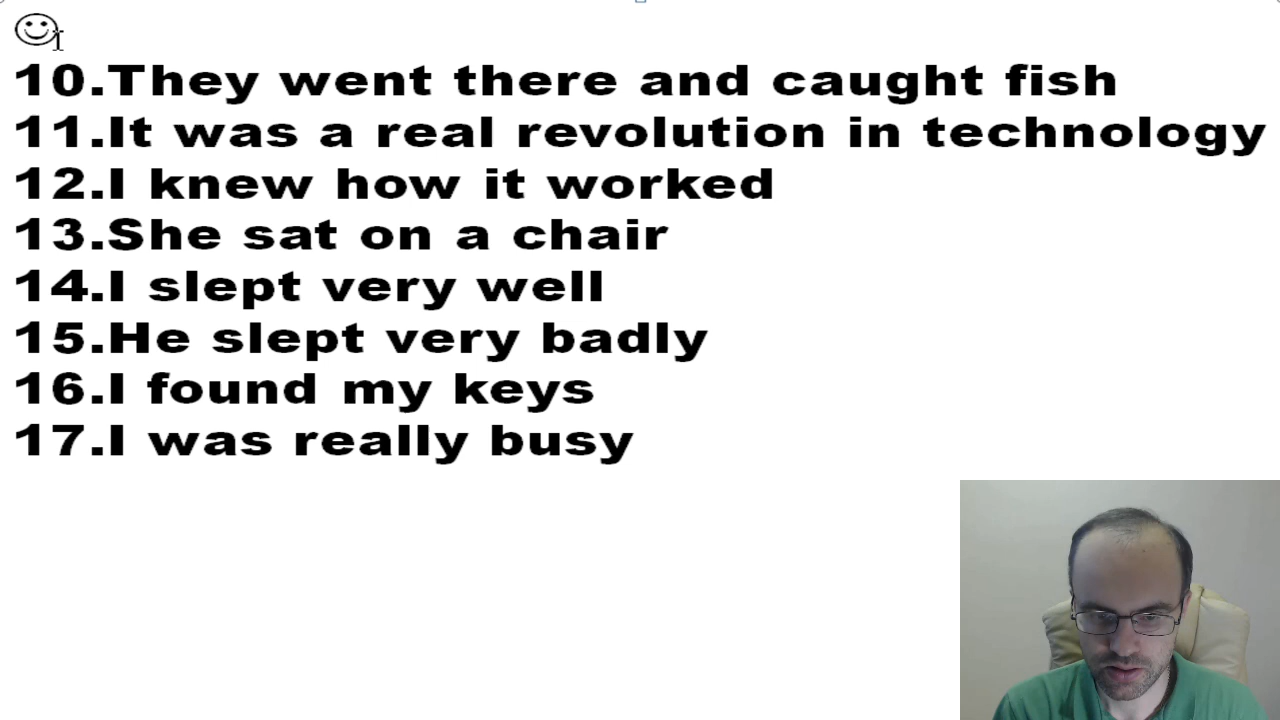 10.They went there and caught fish
11.It was a real revolution in technology
12.I knew how it worked
13.She sat on a chair
14.I slept very well
15.He slept very badly
16.I found my keys
17.I was really busy